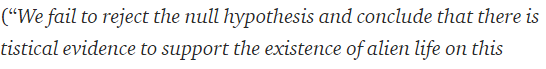 (“We fail to reject the null hypothesis and conclude that there is
tistical evidence to support the existence of alien life on this